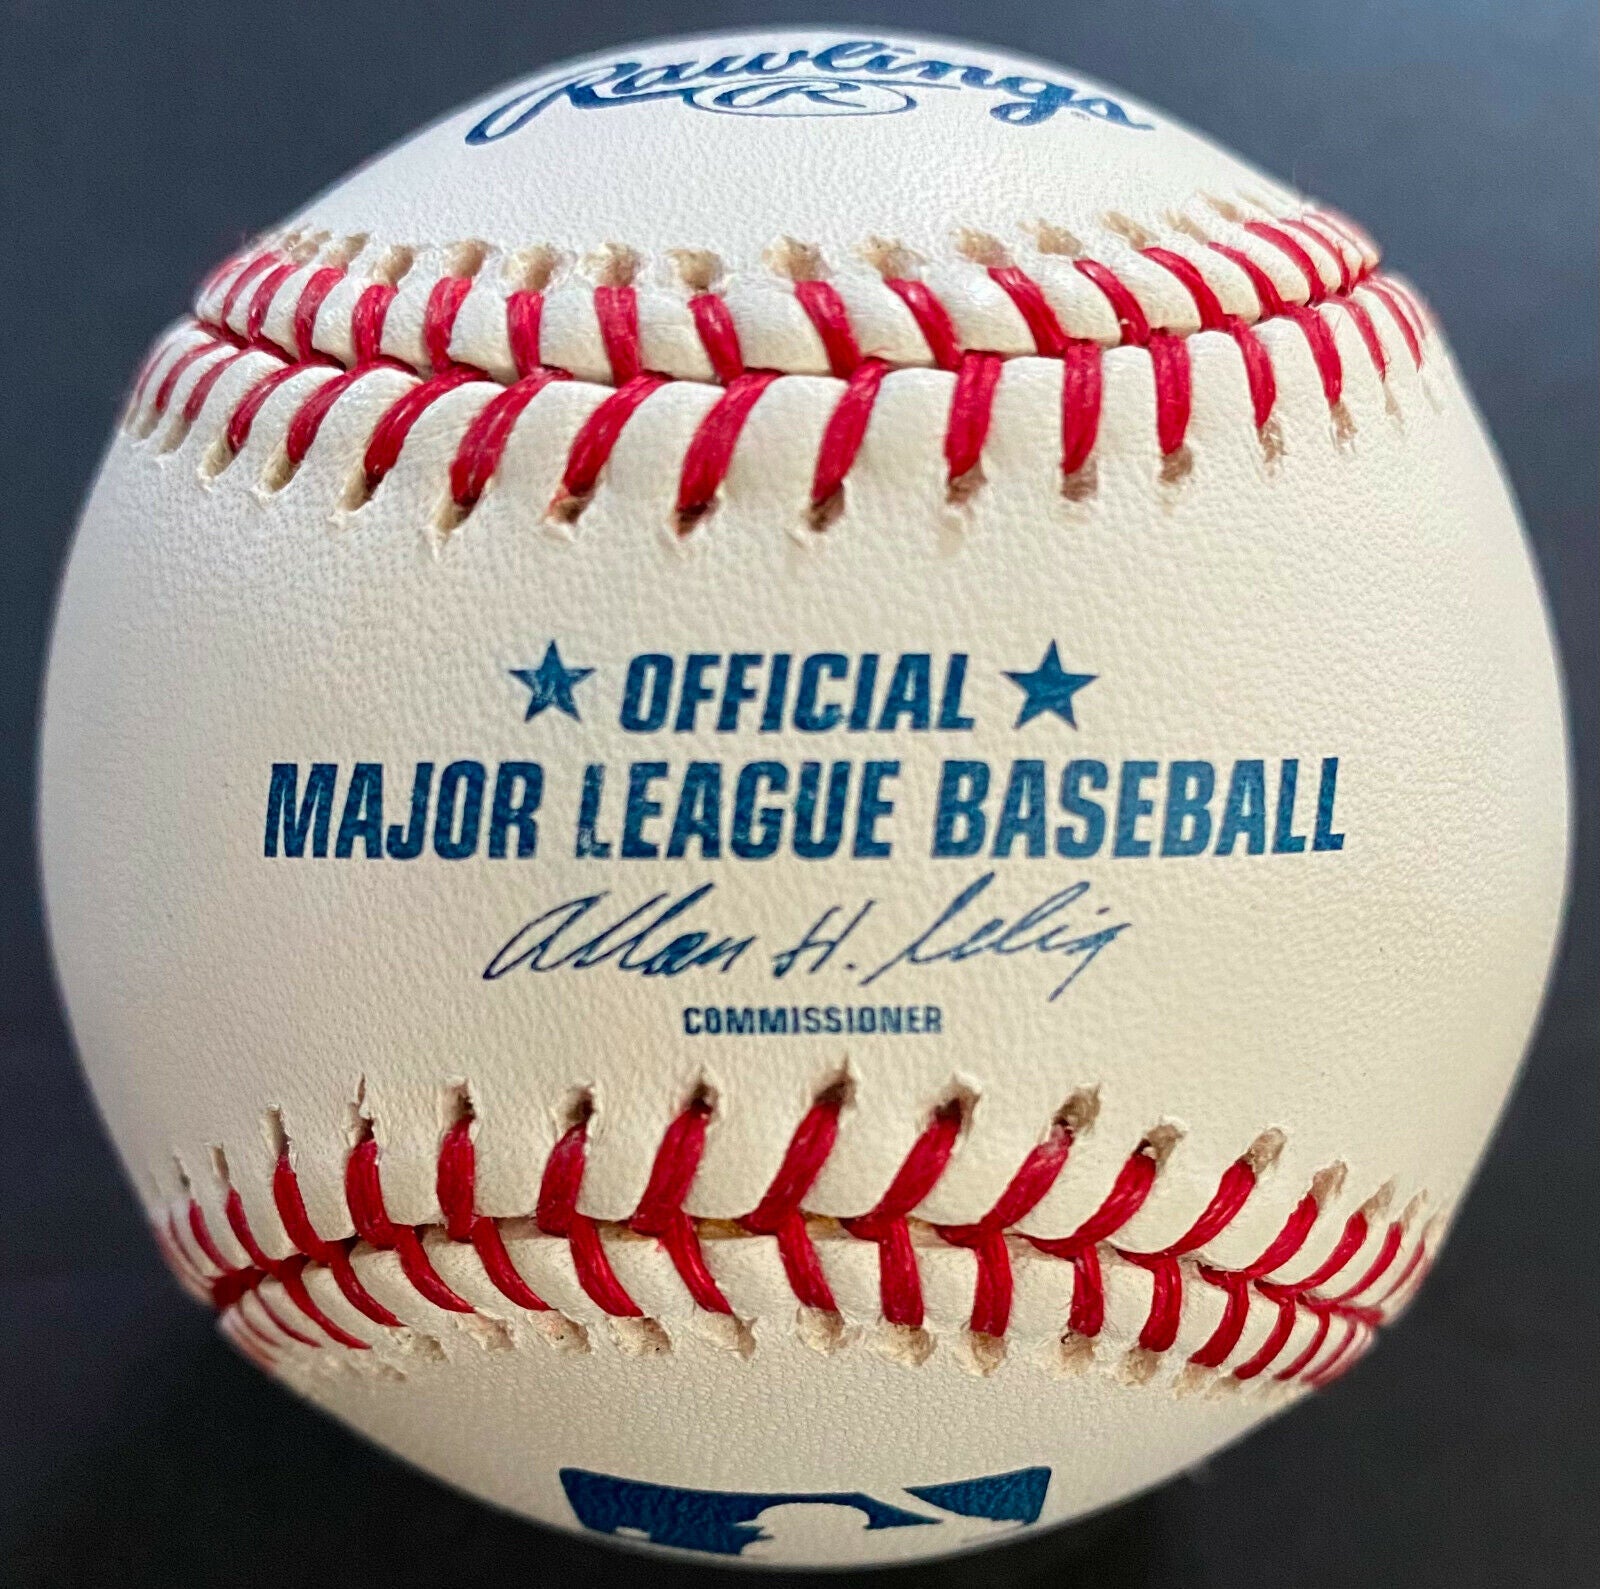 Rawlings
R
OFFICIAL
MAJOR LEAGUE BASEBALL
Allan H. Selig
COMMISSIONER